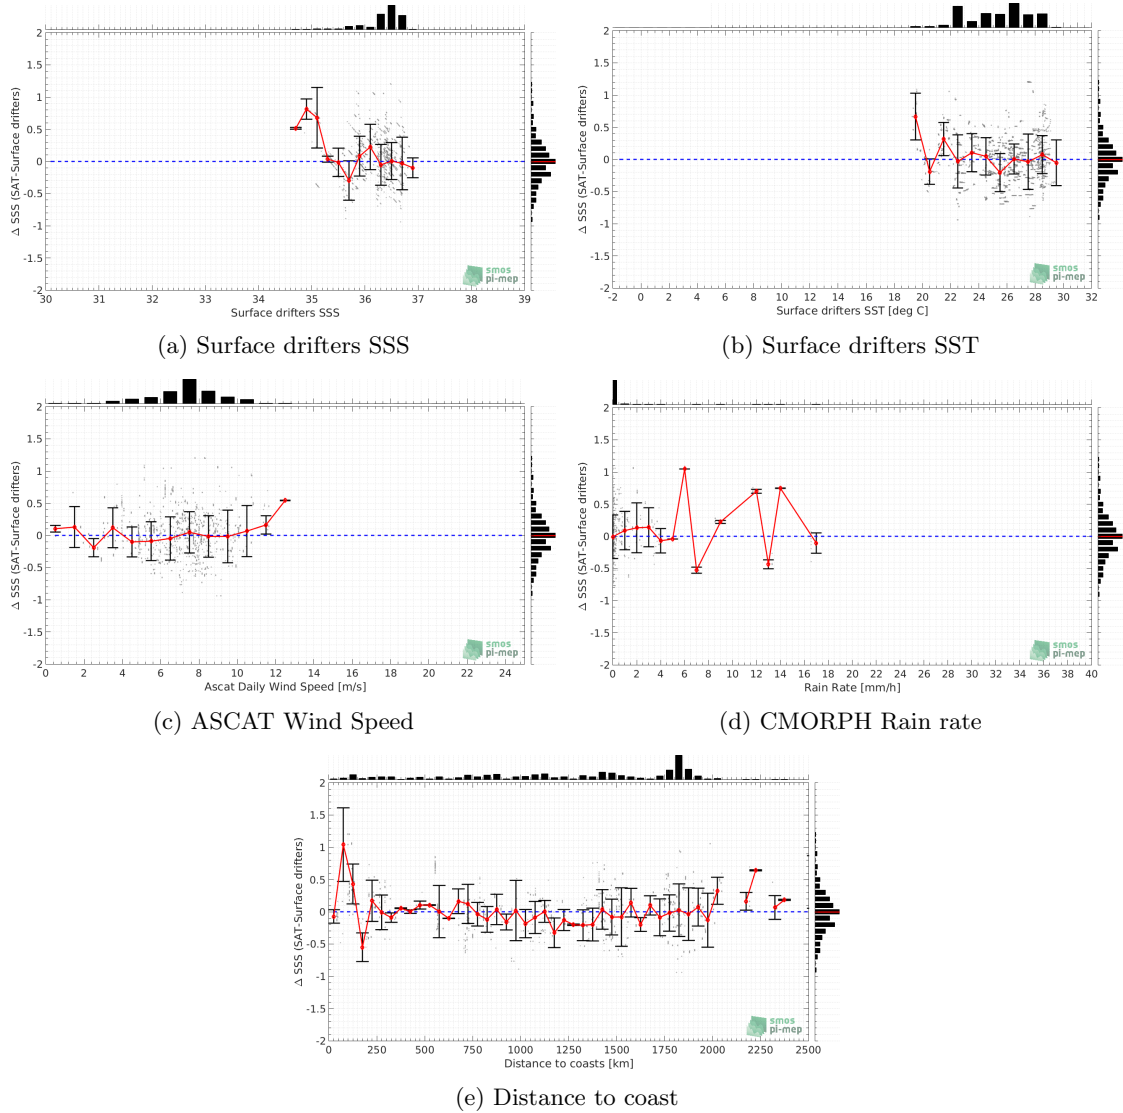 2
1.5
1
0.5
0
-0.5
-1
-1.5
-2
30 31 32 33 34 35 36 37 38 39
Δ SSS (SAT-Surface drifters)
Surface drifters SSS
smos
pi-mep
(a) Surface drifters SSS
2
1.5
1
0.5
0
-0.5
-1
-1.5
-2
-2 0 2 4 6 8 10 12 14 16 18 20 22 24 26 28 30 32
Δ SSS (SAT-Surface drifters)
Surface drifters SST [deg C]
smos
pi-mep
(b) Surface drifters SST
2
1.5
1
0.5
0
-0.5
-1
-1.5
-2
0 2 4 6 8 10 12 14 16 18 20 22 24
Δ SSS (SAT-Surface drifters)
Ascat Daily Wind Speed [m/s]
smos
pi-mep
(c) ASCAT Wind Speed
2
1.5
1
0.5
0
-0.5
-1
-1.5
-2
0 2 4 6 8 10 12 14 16 18 20 22 24 26 28 30 32 34 36 38 40
Δ SSS (SAT-Surface drifters)
Rain Rate [mm/h]
smos
pi-mep
(d) CMORPH Rain rate
2
1.5
1
0.5
0
-0.5
-1
-1.5
-2
0 250 500 750 1000 1250 1500 1750 2000 2250 2500
Δ SSS (SAT-Surface drifters)
Distance to coasts [km]
smos
pi-mep
(e) Distance to coast